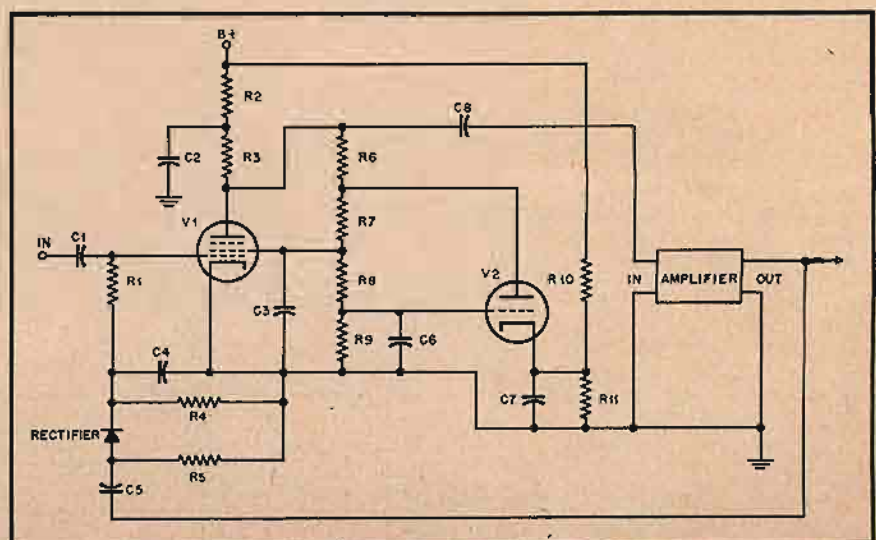 B+
R2
C8
C2
R3
R6
V1
R7
IN
C1
V2
R10
R1
R8
IN
AMPLIFIER
OUT
C3
R9
C6
C4
C7
R11
R4
RECTIFIER
R5
C5